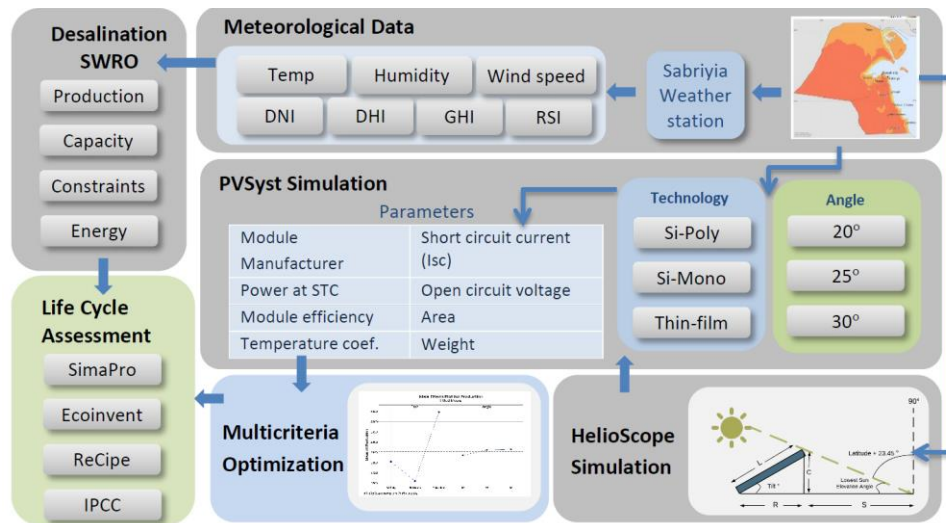 Desalination
SWRO
Production
Capacity
Constraints
Energy
Meteorological Data
Temp
Humidity
Wind speed
DNI
DHI
GHI
RSI
Sabriyia
Weather
station
PVSyst Simulation
Parameters
Module
Manufacturer
Short circuit current
(Isc)
Power at STC
Open circuit voltage
Module efficiency
Area
Temperature coef.
Weight
Technology
Si-Poly
Si-Mono
Thin-film
Angle
20°
25°
30°
Life Cycle
Assessment
SimaPro
Ecoinvent
ReCipe
IPCC
Multicriteria
Optimization
HelioScope
Simulation
90°
Latitude + 23.45 °
Lowest Sun
Elevation Angle
L
C
Tilt °
R
S